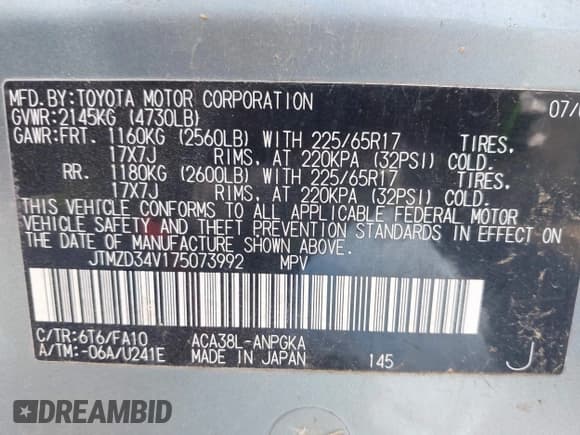 MFD.BY:TOYOTA MOTOR CORPORATION 07/
GVWR:2145KG (4730LB)
GAWR:FRT. 1160KG (2560LB) WITH 225/65R17 TIRES,
17X7J RIMS, AT 220KPA (32PSI) COLD.
RR. 1180KG (2600LB) WITH 225/65R17 TIRES,
17X7J RIMS, AT 220KPA (32PSI) COLD.
THIS VEHICLE CONFORMS TO ALL APPLICABLE FEDERAL MOTOR
VEHICLE SAFETY AND THEFT PREVENTION STANDARDS IN EFFECT ON
THE DATE OF MANUFACTURE SHOWN ABOVE.
JTMZD34V175073992 MPV
C/TR:6T6/FA10 ACA38L-ANPGKA
A/TM:-06A/U241E MADE IN JAPAN 145 J
DREAMBID